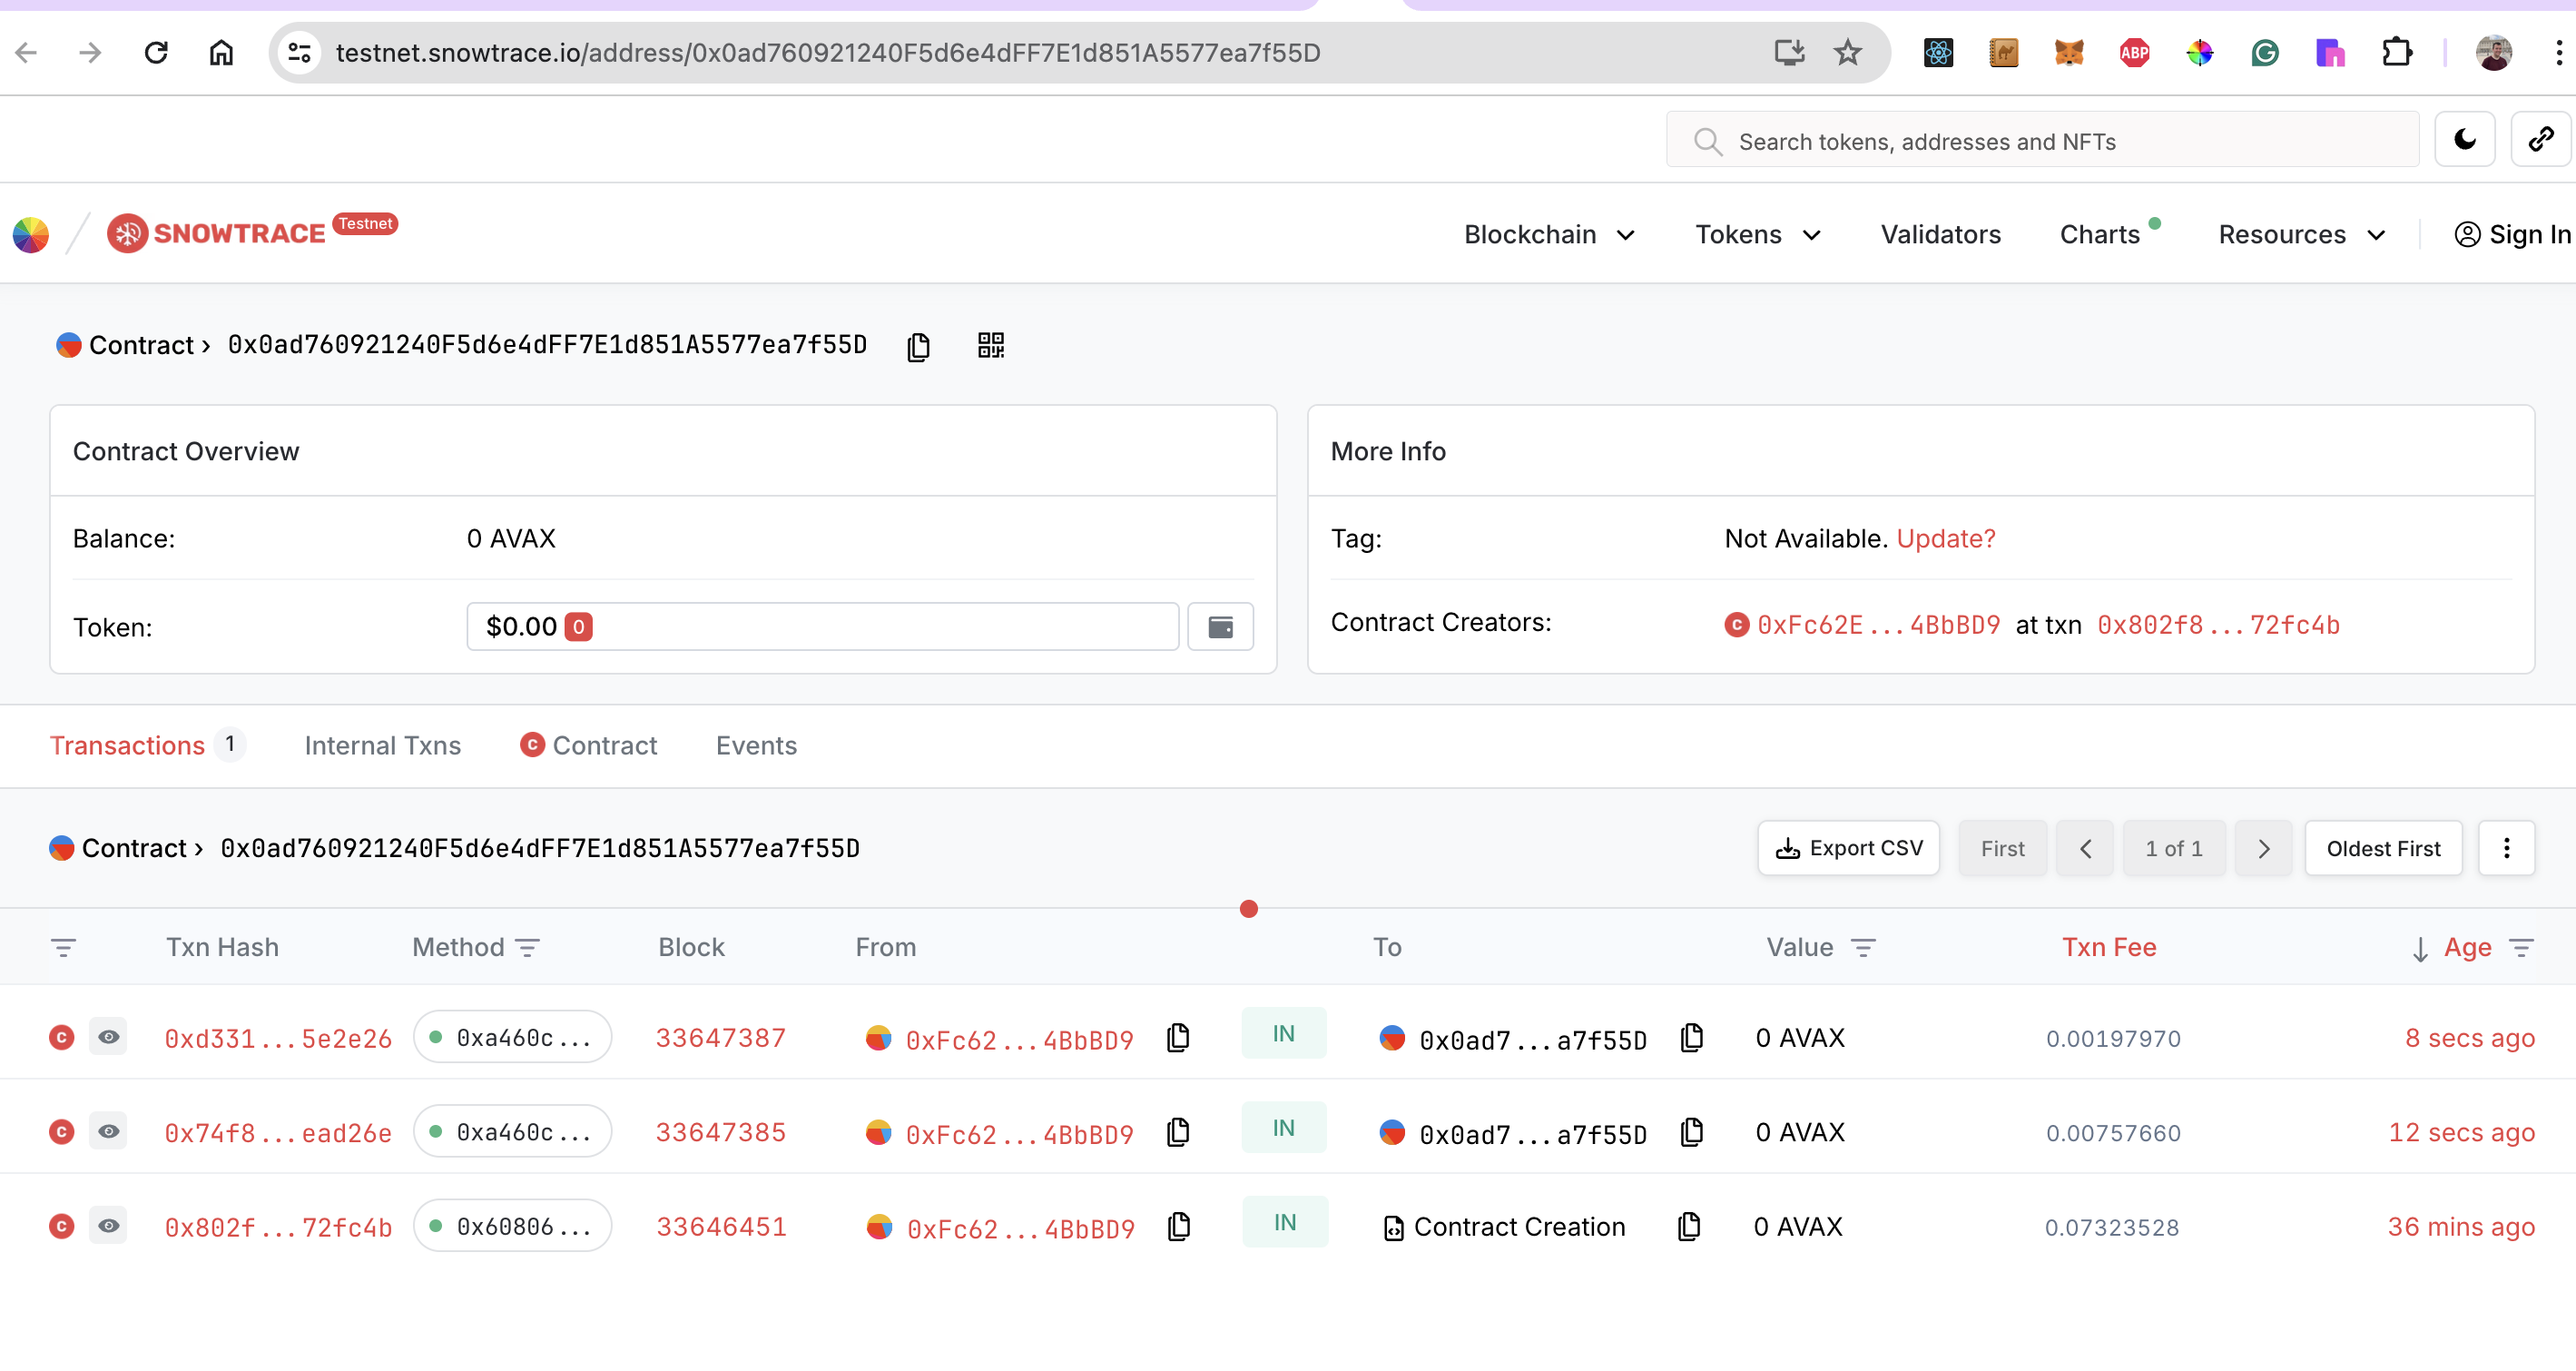 testnet.snowtrace.io/address/0x0ad760921240F5d6e4dFF7E1d851A5577ea7f55D
ABP
Search tokens, addresses and NFTs
SNOWTRACE Testnet
Blockchain Tokens Validators Charts Resources Sign In
Contract › 0x0ad760921240F5d6e4dFF7E1d851A5577ea7f55D
Contract Overview
Balance: 0 AVAX
Token: $0.00 0
More Info
Tag: Not Available. Update?
Contract Creators: C 0xFc62E...4BbBD9 at txn 0x802f8...72fc4b
Transactions 1 Internal Txns C Contract Events
Contract › 0x0ad760921240F5d6e4dFF7E1d851A5577ea7f55D
Export CSV First 1 of 1 Oldest First
Txn Hash Method Block From To Value Txn Fee Age
C 0xd331...5e2e26 0xa460c... 33647387 0xFc62...4BbBD9 IN 0x0ad7...a7f55D 0 AVAX 0.00197970 8 secs ago
C 0x74f8...ead26e 0xa460c... 33647385 0xFc62...4BbBD9 IN 0x0ad7...a7f55D 0 AVAX 0.00757660 12 secs ago
C 0x802f...72fc4b 0x60806... 33646451 0xFc62...4BbBD9 IN Contract Creation 0 AVAX 0.07323528 36 mins ago